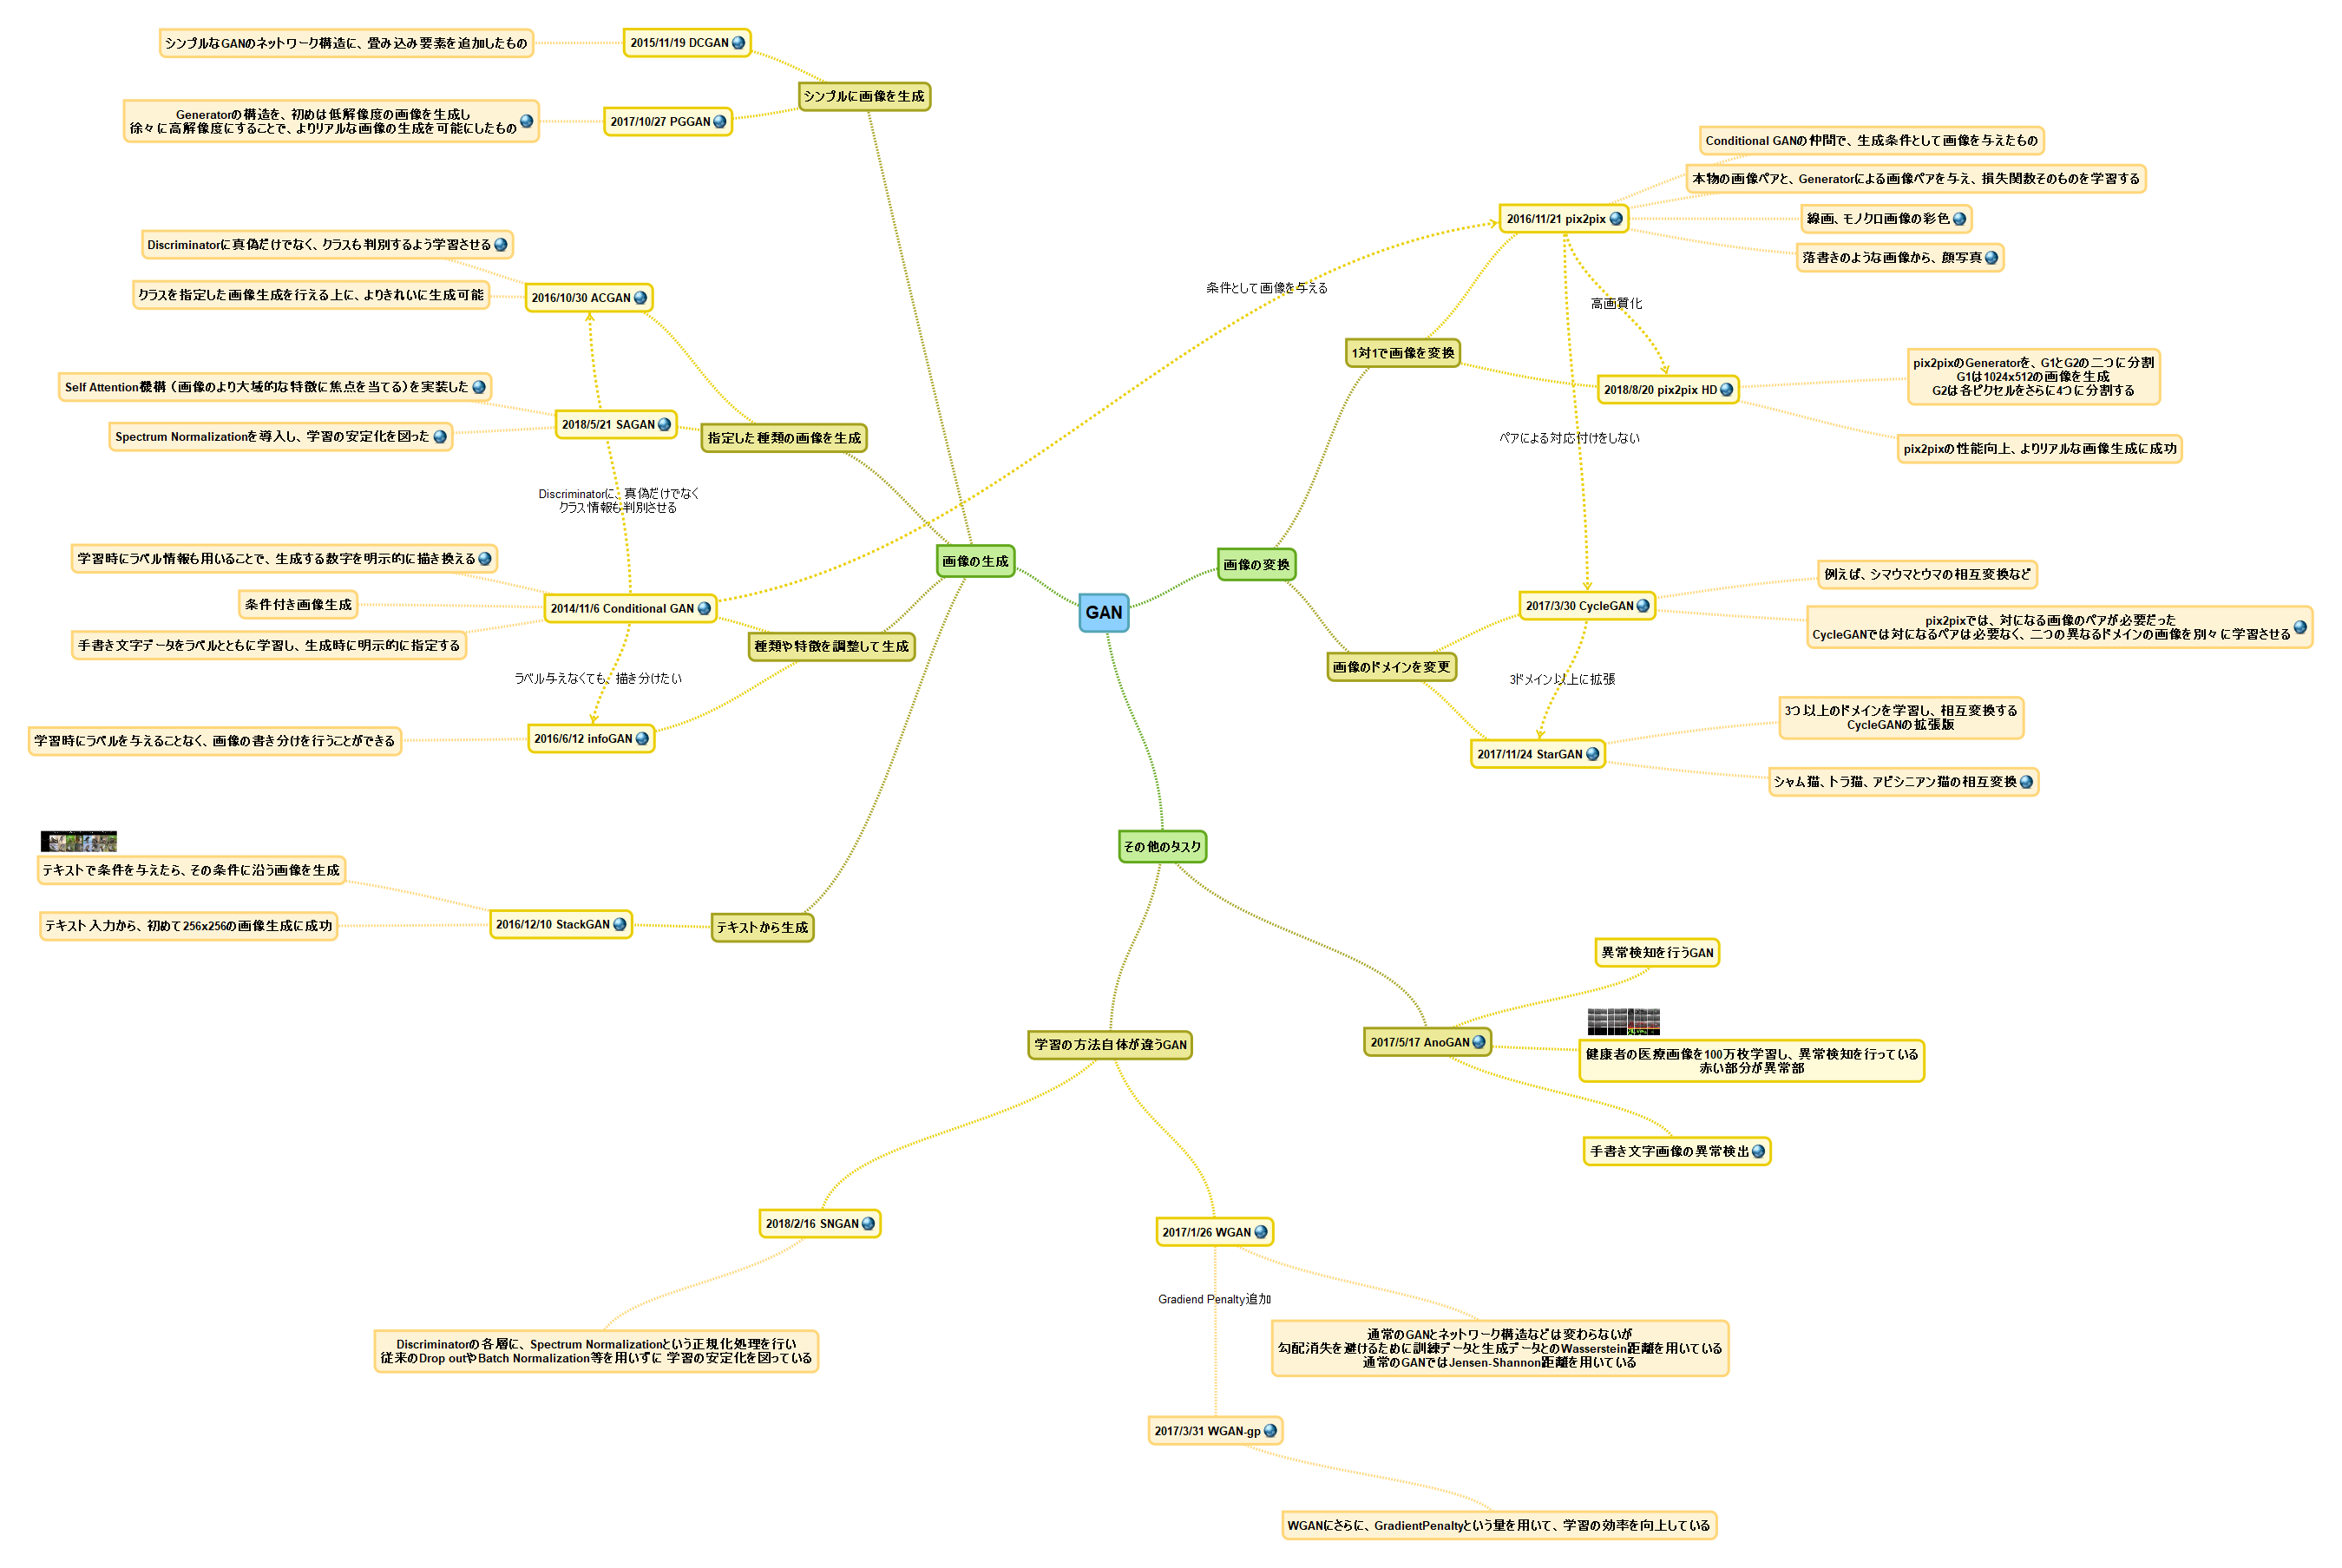 GAN
画像の生成
シンプルに画像を生成
2015/11/19 DCGAN
シンプルなGANのネットワーク構造に、畳み込み要素を追加したもの
2017/10/27 PGGAN
Generatorの構造を、初めは低解像度の画像を生成し
徐々に高解像度にすることで、よりリアルな画像の生成を可能にしたもの
指定した種類の画像を生成
2016/10/30 ACGAN
Discriminatorに真偽だけでなく、クラスも判別するよう学習させる
クラスを指定した画像生成を行える上に、よりきれいに生成可能
2018/5/21 SAGAN
Self Attention機構（画像のより大域的な特徴に焦点を当てる）を実装した
Spectrum Normalizationを導入し、学習の安定化を図った
Discriminatorに、真偽だけでなく
クラス情報も判別させる
種類や特徴を調整して生成
2014/11/6 Conditional GAN
学習時にラベル情報も用いることで、生成する数字を明示的に描き換える
条件付き画像生成
手書き文字データをラベルとともに学習し、生成時に明示的に指定する
ラベル与えなくても、描き分けたい
2016/6/12 infoGAN
学習時にラベルを与えることなく、画像の書き分けを行うことができる
テキストから生成
2016/12/10 StackGAN
テキストで条件を与えたら、その条件に沿う画像を生成
テキスト入力から、初めて256x256の画像生成に成功
画像の変換
1対1で画像を変換
条件として画像を与える
2016/11/21 pix2pix
Conditional GANの仲間で、生成条件として画像を与えたもの
本物の画像ペアと、Generatorによる画像ペアを与え、損失関数そのものを学習する
線画、モノクロ画像の彩色
落書きのような画像から、顔写真
高画質化
2018/8/20 pix2pix HD
pix2pixのGeneratorを、G1とG2の二つに分割
G1は1024x512の画像を生成
G2は各ピクセルをさらに4つに分割する
pix2pixの性能向上、よりリアルな画像生成に成功
ペアによる対応付けをしない
画像のドメインを変更
2017/3/30 CycleGAN
例えば、シマウマとウマの相互変換など
pix2pixでは、対になる画像のペアが必要だった
CycleGANでは対になるペアは必要なく、二つの異なるドメインの画像を別々に学習させる
3ドメイン以上に拡張
2017/11/24 StarGAN
3つ以上のドメインを学習し、相互変換する
CycleGANの拡張版
シャム猫、トラ猫、アビシニアン猫の相互変換
その他のタスク
2017/5/17 AnoGAN
異常検知を行うGAN
健康者の医療画像を100万枚学習し、異常検知を行っている
赤い部分が異常部
手書き文字画像の異常検出
学習の方法自体が違うGAN
2018/2/16 SNGAN
Discriminatorの各層に、Spectrum Normalizationという正規化処理を行い
従来のDrop outやBatch Normalization等を用いずに 学習の安定化を図っている
2017/1/26 WGAN
通常のGANとネットワーク構造などは変わらないが
勾配消失を避けるために訓練データと生成データとのWasserstein距離を用いている
通常のGANではJensen-Shannon距離を用いている
Gradiend Penalty追加
2017/3/31 WGAN-gp
WGANにさらに、GradientPenaltyという量を用いて、学習の効率を向上している